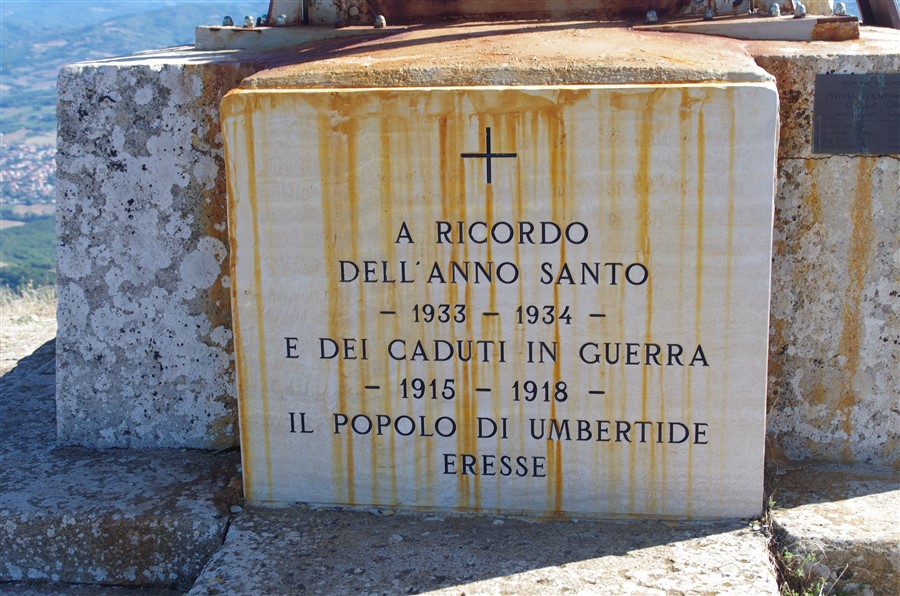 A RICORDO
DELL'ANNO SANTO
- 1933 - 1934 -
E DEI CADUTI IN GUERRA
- 1915 - 1918 -
IL POPOLO DI UMBERTIDE
ERESSE